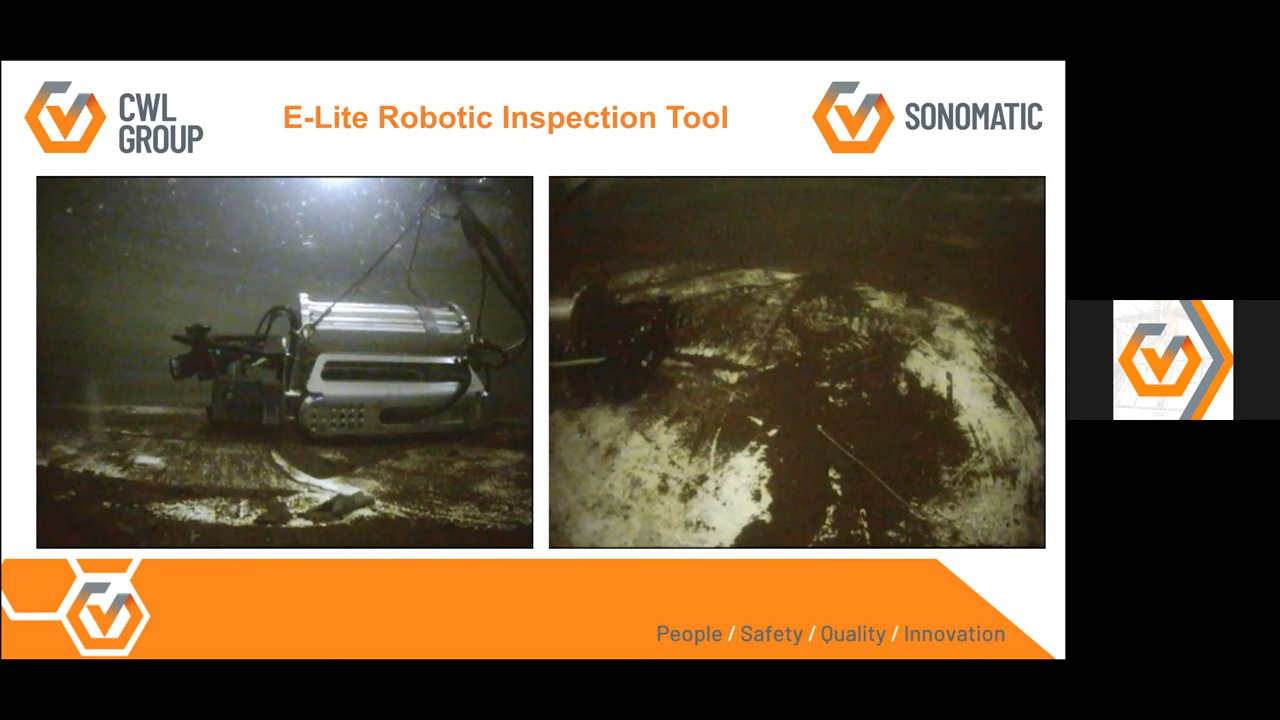 CWL
GROUP
E-Lite Robotic Inspection Tool
SONOMATIC
People / Safety / Quality / Innovation